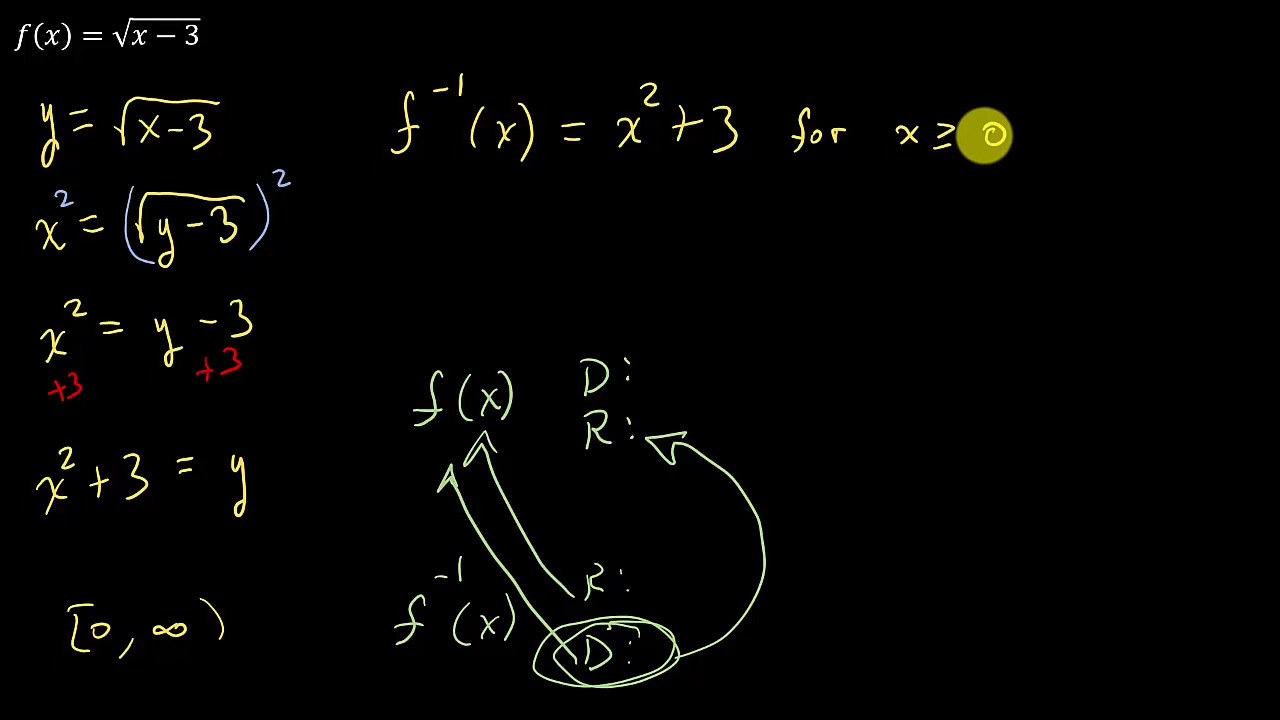 f(x) = √(x − 3)
y = √(x − 3)
x² = (√(y − 3))²
x² = y − 3
+3 +3
x² + 3 = y
[0, ∞)
f⁻¹(x) = x² + 3 for x ≥ 0
f(x) D:
R:
f⁻¹(x) R:
D: